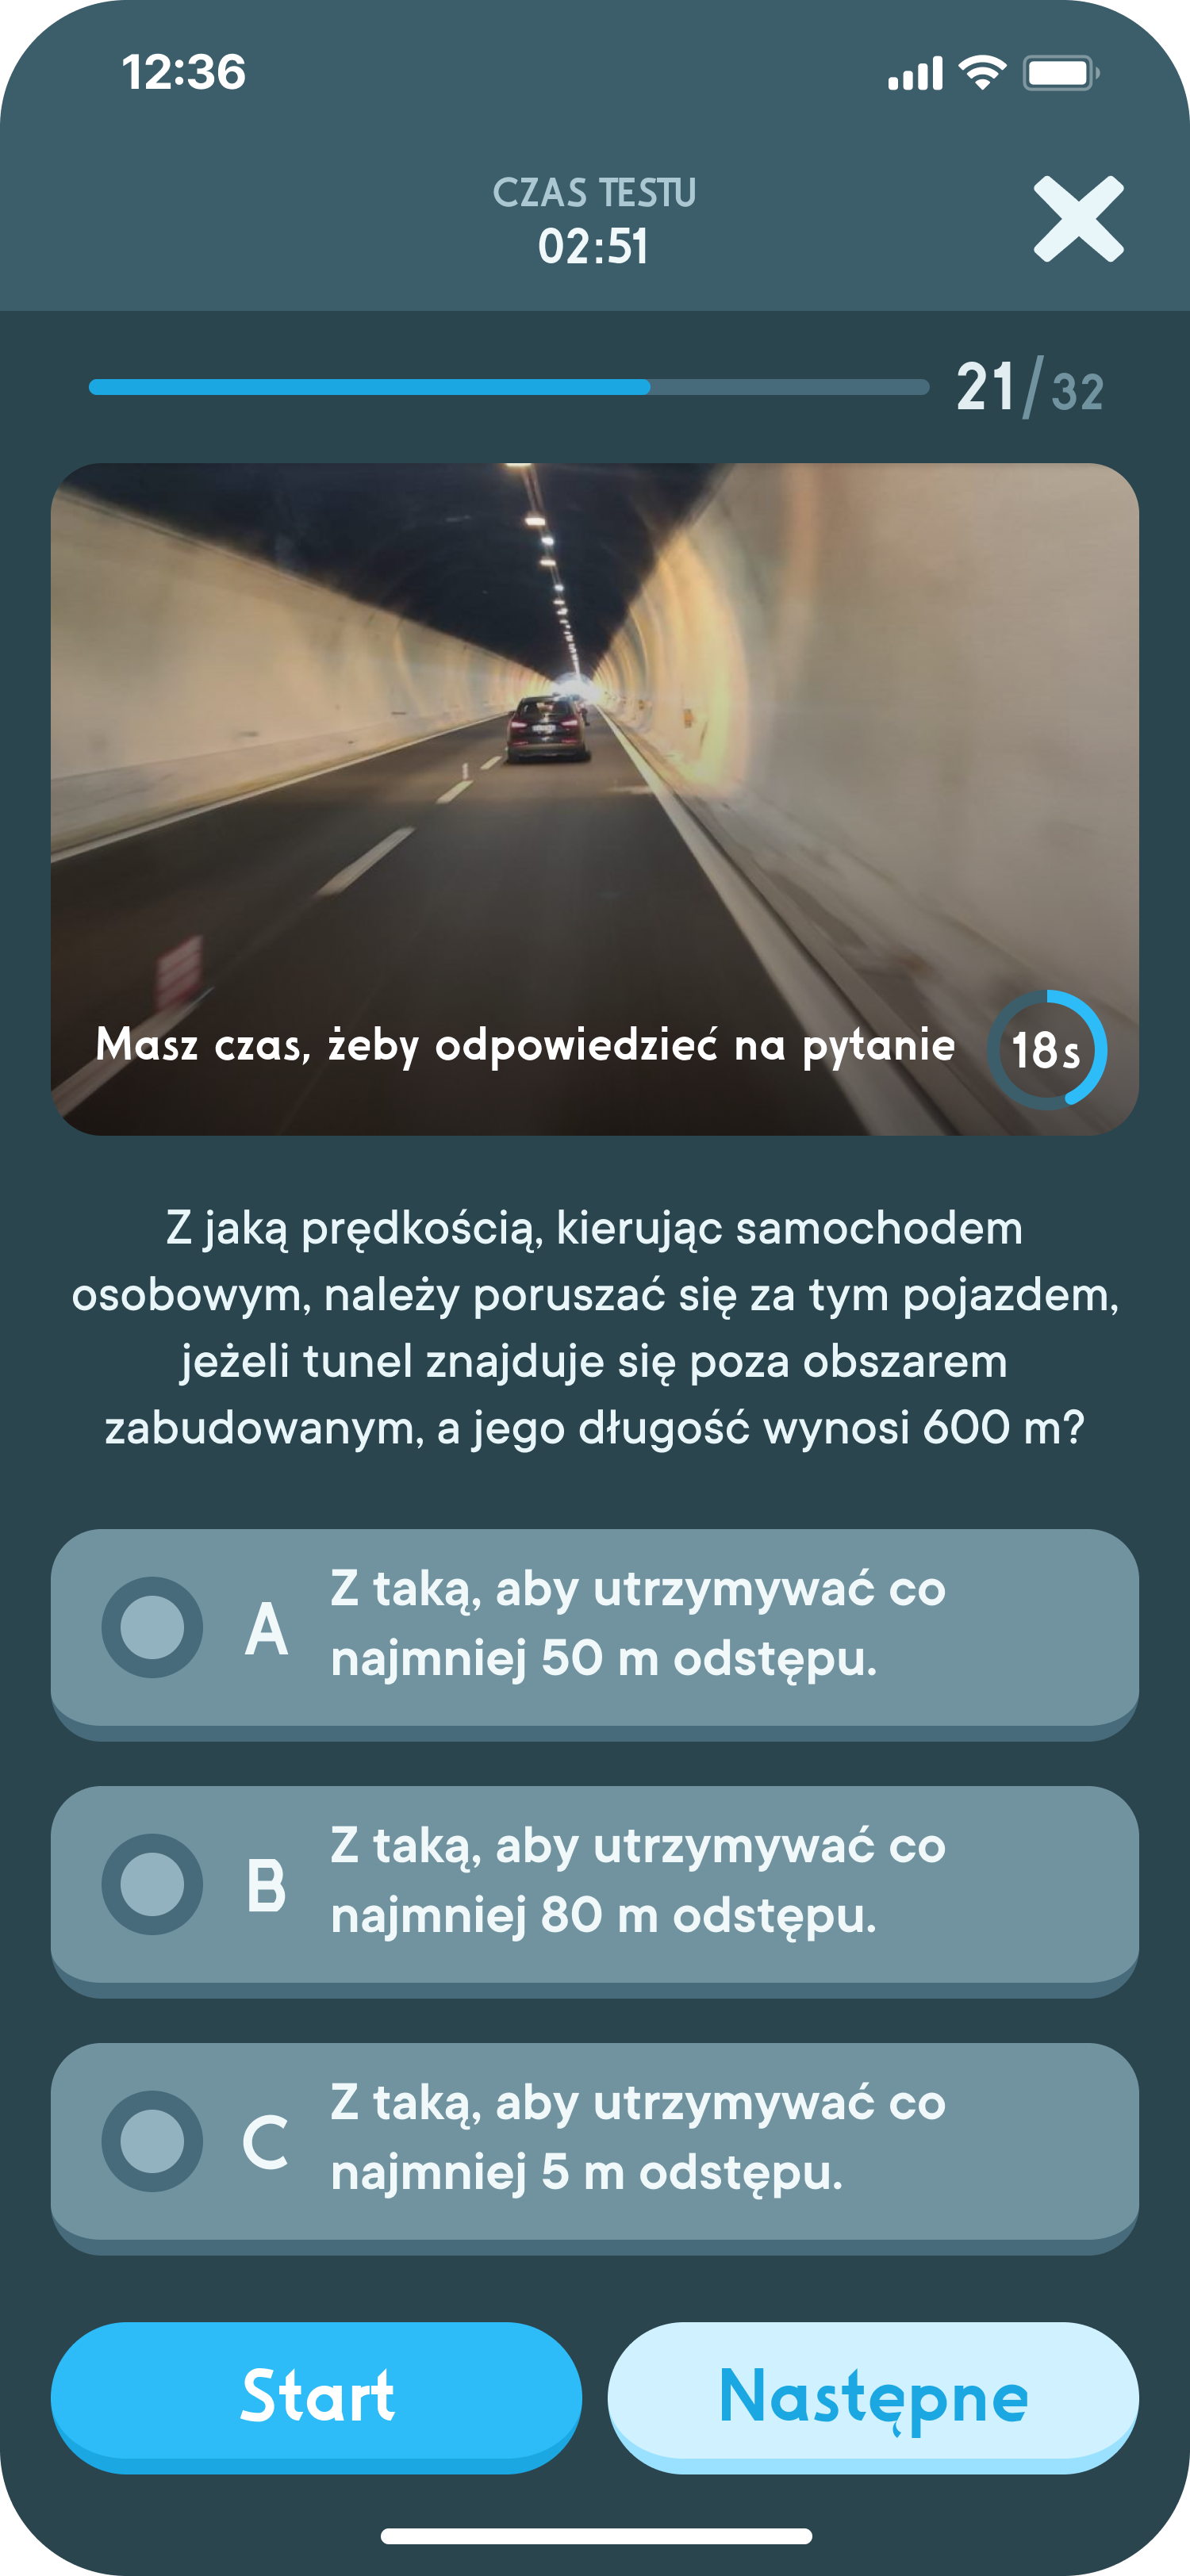 12:36
CZAS TESTU
02:51
21/32
Masz czas, żeby odpowiedzieć na pytanie
18s
Z jaką prędkością, kierując samochodem
osobowym, należy poruszać się za tym pojazdem,
jeżeli tunel znajduje się poza obszarem
zabudowanym, a jego długość wynosi 600 m?
A
Z taką, aby utrzymywać co
najmniej 50 m odstępu.
B
Z taką, aby utrzymywać co
najmniej 80 m odstępu.
C
Z taką, aby utrzymywać co
najmniej 5 m odstępu.
Start
Następne